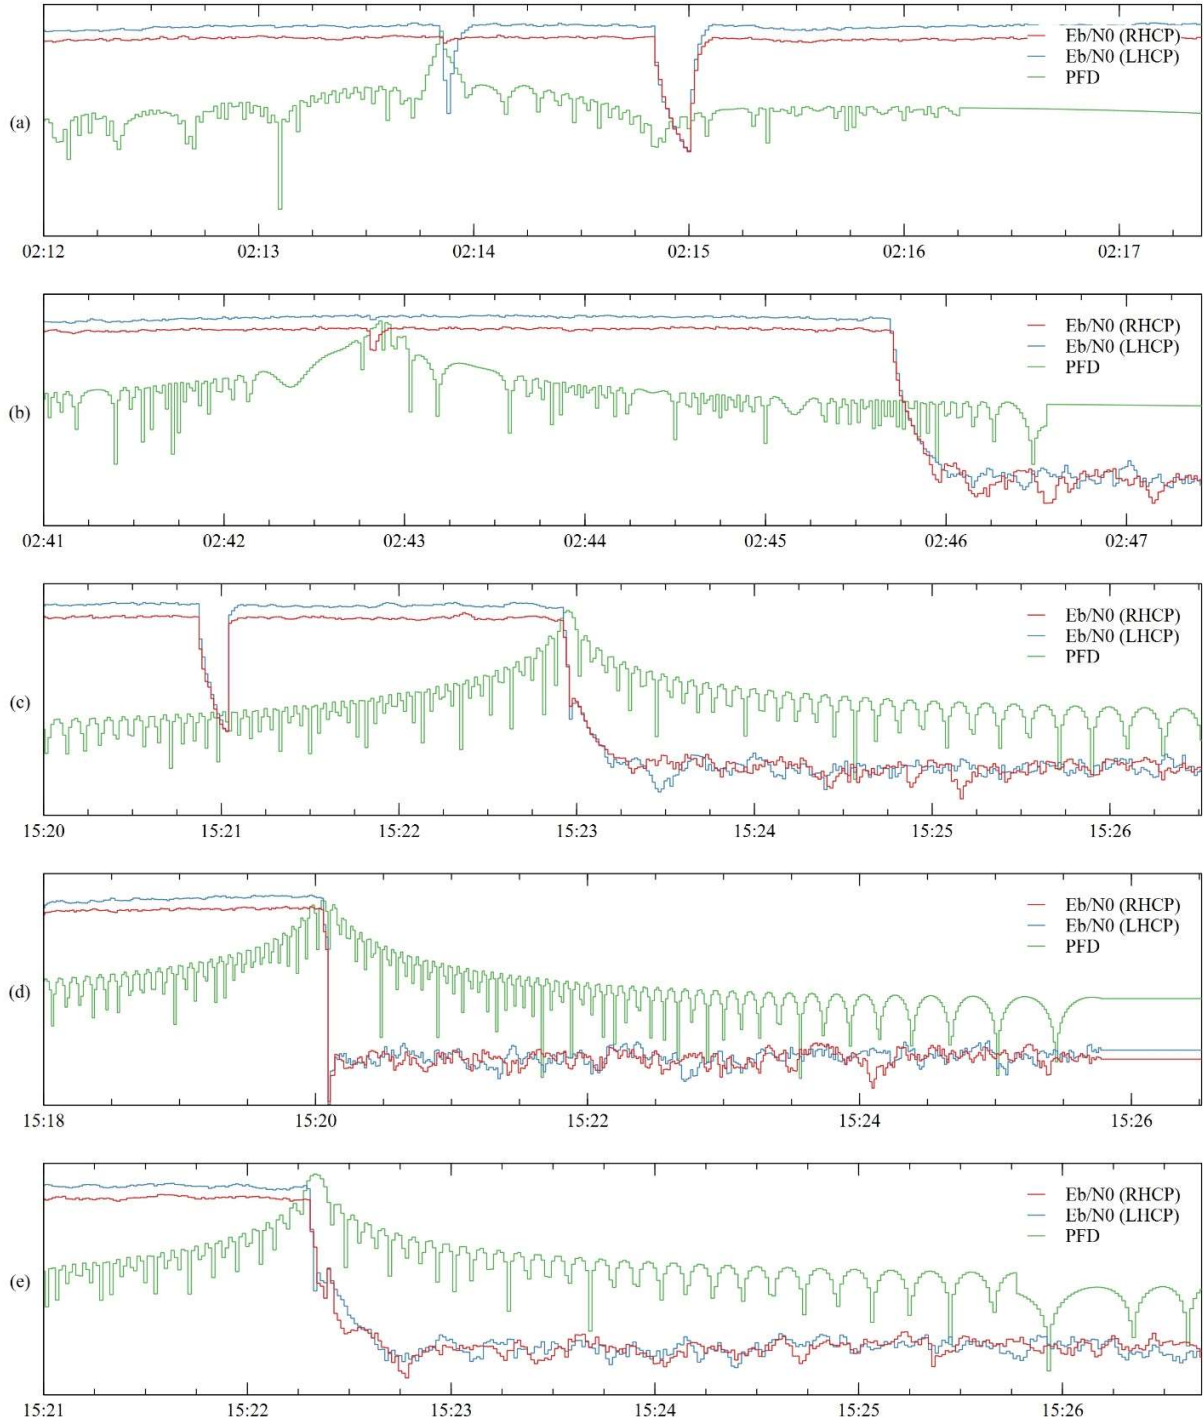 Eb/N0 (RHCP)
Eb/N0 (LHCP)
PFD
(a)
02:12 02:13 02:14 02:15 02:16 02:17
Eb/N0 (RHCP)
Eb/N0 (LHCP)
PFD
(b)
02:41 02:42 02:43 02:44 02:45 02:46 02:47
Eb/N0 (RHCP)
Eb/N0 (LHCP)
PFD
(c)
15:20 15:21 15:22 15:23 15:24 15:25 15:26
Eb/N0 (RHCP)
Eb/N0 (LHCP)
PFD
(d)
15:18 15:20 15:22 15:24 15:26
Eb/N0 (RHCP)
Eb/N0 (LHCP)
PFD
(e)
15:21 15:22 15:23 15:24 15:25 15:26